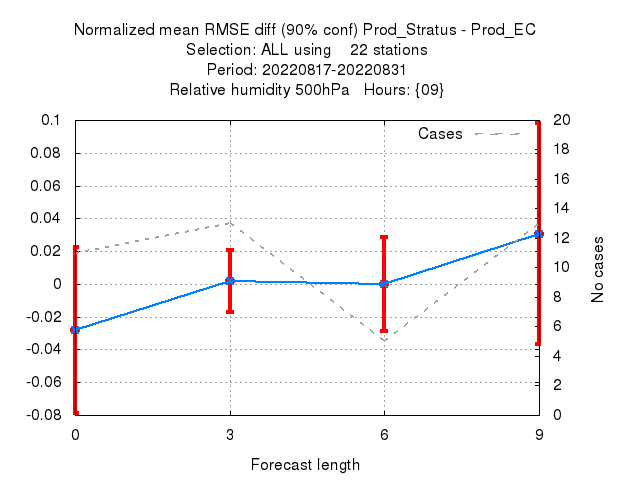 Normalized mean RMSE diff (90% conf) Prod_Stratus - Prod_EC
Selection: ALL using    22 stations
Period: 20220817-20220831
Relative humidity 500hPa   Hours: {09}
0.1
0.08
0.06
0.04
0.02
0
-0.02
-0.04
-0.06
-0.08
Cases
20
18
16
14
12
10
8
6
4
2
0
No cases
0 3 6 9
Forecast length